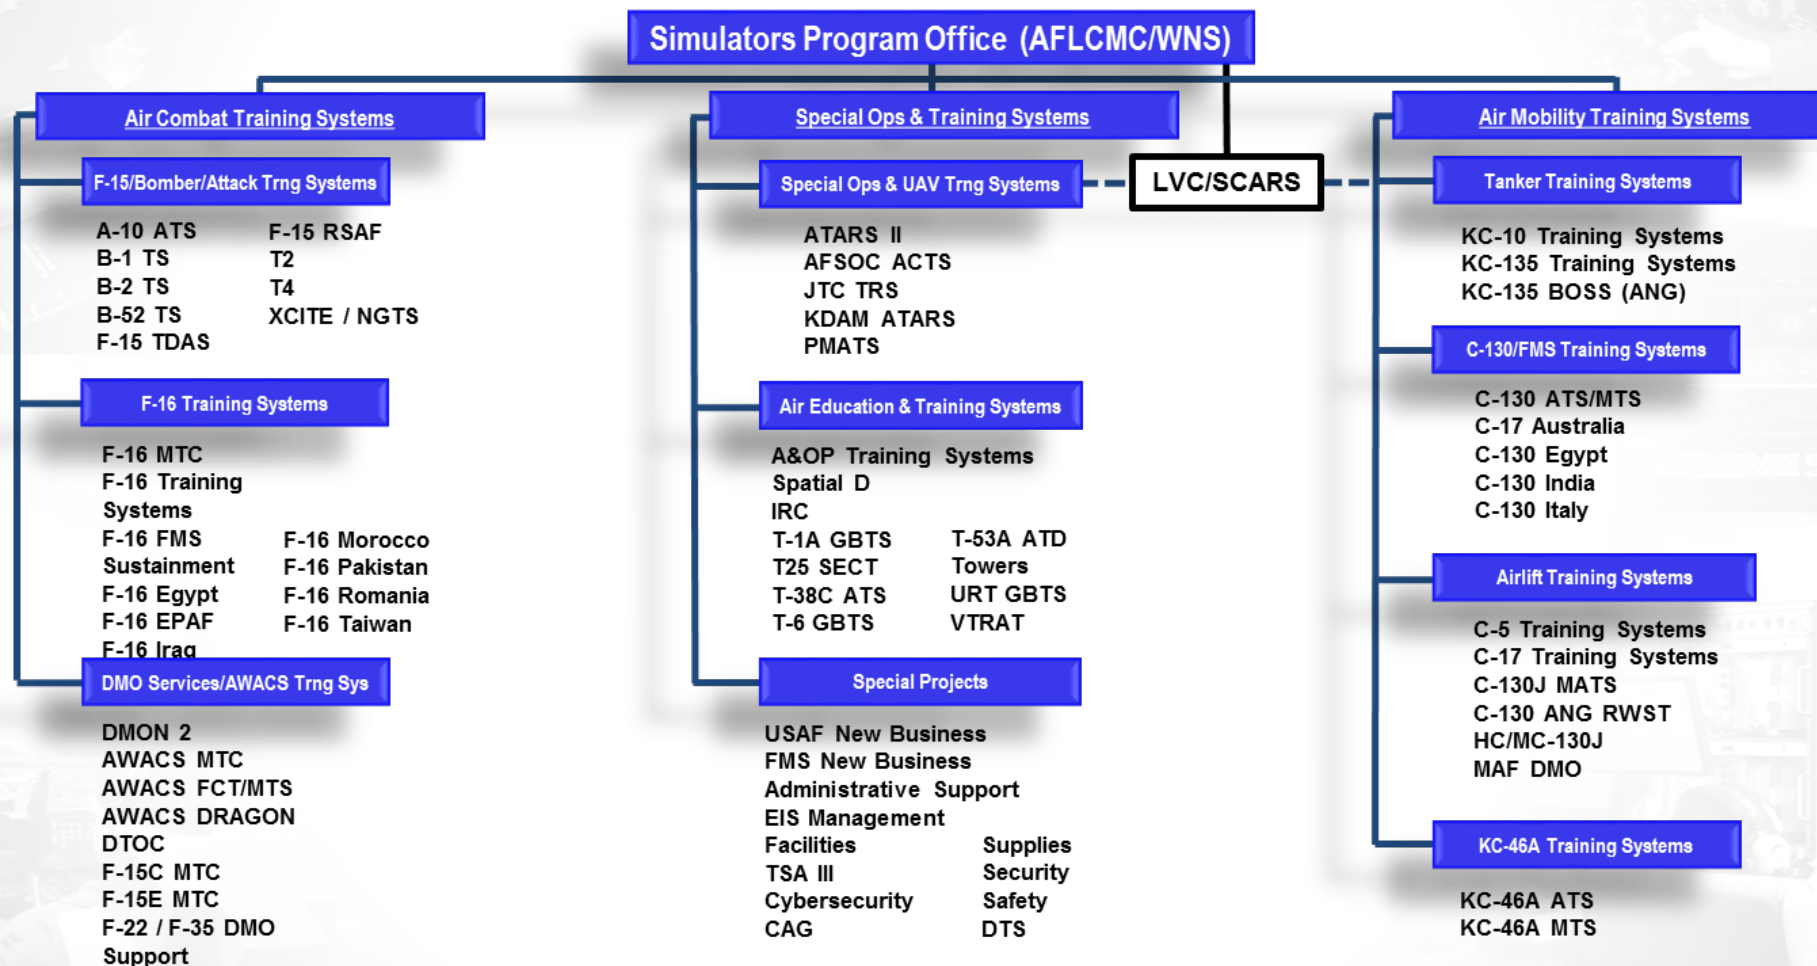 Simulators Program Office (AFLCMC/WNS)
Air Combat Training Systems
F-15/Bomber/Attack Trng Systems
A-10 ATS
B-1 TS
B-2 TS
B-52 TS
F-15 TDAS
F-15 RSAF
T2
T4
XCITE / NGTS
F-16 Training Systems
F-16 MTC
F-16 Training
Systems
F-16 FMS
Sustainment
F-16 Egypt
F-16 EPAF
F-16 Iraq
F-16 Morocco
F-16 Pakistan
F-16 Romania
F-16 Taiwan
DMO Services/AWACS Trng Sys
DMON 2
AWACS MTC
AWACS FCT/MTS
AWACS DRAGON
DTOC
F-15C MTC
F-15E MTC
F-22 / F-35 DMO
Support
Special Ops & Training Systems
Special Ops & UAV Trng Systems
LVC/SCARS
ATARS II
AFSOC ACTS
JTC TRS
KDAM ATARS
PMATS
Air Education & Training Systems
A&OP Training Systems
Spatial D
IRC
T-1A GBTS
T25 SECT
T-38C ATS
T-6 GBTS
T-53A ATD
Towers
URT GBTS
VTRAT
Special Projects
USAF New Business
FMS New Business
Administrative Support
EIS Management
Facilities
TSA III
Cybersecurity
CAG
Supplies
Security
Safety
DTS
Air Mobility Training Systems
Tanker Training Systems
KC-10 Training Systems
KC-135 Training Systems
KC-135 BOSS (ANG)
C-130/FMS Training Systems
C-130 ATS/MTS
C-17 Australia
C-130 Egypt
C-130 India
C-130 Italy
Airlift Training Systems
C-5 Training Systems
C-17 Training Systems
C-130J MATS
C-130 ANG RWST
HC/MC-130J
MAF DMO
KC-46A Training Systems
KC-46A ATS
KC-46A MTS